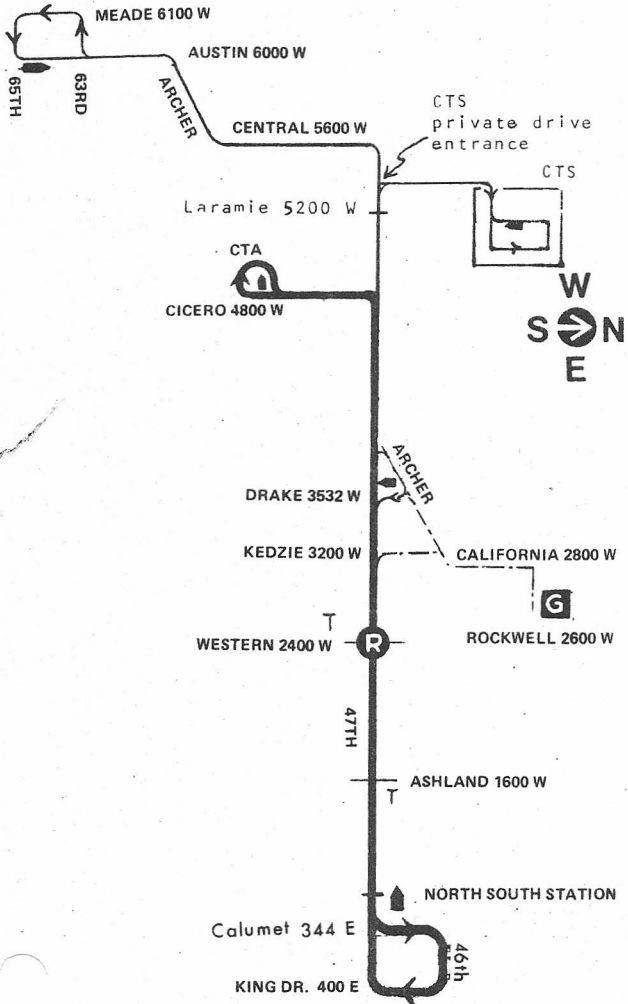 MEADE 6100 W
AUSTIN 6000 W
65TH
63RD
ARCHER
CENTRAL 5600 W
CTS
private drive
entrance
CTS
Laramie 5200 W
CTA
CICERO 4800 W
W
S N
E
ARCHER
DRAKE 3532 W
KEDZIE 3200 W
CALIFORNIA 2800 W
G
ROCKWELL 2600 W
T
WESTERN 2400 W
R
47TH
ASHLAND 1600 W
T
NORTH SOUTH STATION
Calumet 344 E
46th
KING DR. 400 E